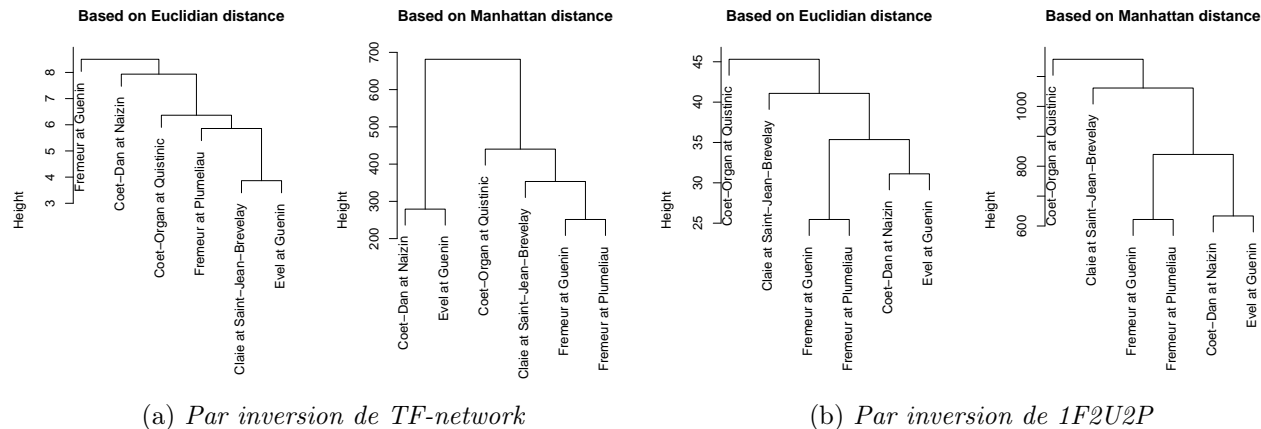 Based on Euclidian distance
Height
3
4
5
6
7
8
Fremeur at Guenin
Coet−Dan at Naizin
Coet−Organ at Quistinic
Fremeur at Plumeliau
Claie at Saint−Jean−Brevelay
Evel at Guenin
Based on Manhattan distance
Height
200
300
400
500
600
700
Coet−Dan at Naizin
Evel at Guenin
Coet−Organ at Quistinic
Claie at Saint−Jean−Brevelay
Fremeur at Guenin
Fremeur at Plumeliau
(a) Par inversion de TF-network
Based on Euclidian distance
Height
25
30
35
40
45
Coet−Organ at Quistinic
Claie at Saint−Jean−Brevelay
Fremeur at Guenin
Fremeur at Plumeliau
Coet−Dan at Naizin
Evel at Guenin
Based on Manhattan distance
Height
600
800
1000
Coet−Organ at Quistinic
Claie at Saint−Jean−Brevelay
Fremeur at Guenin
Fremeur at Plumeliau
Coet−Dan at Naizin
Evel at Guenin
(b) Par inversion de 1F2U2P